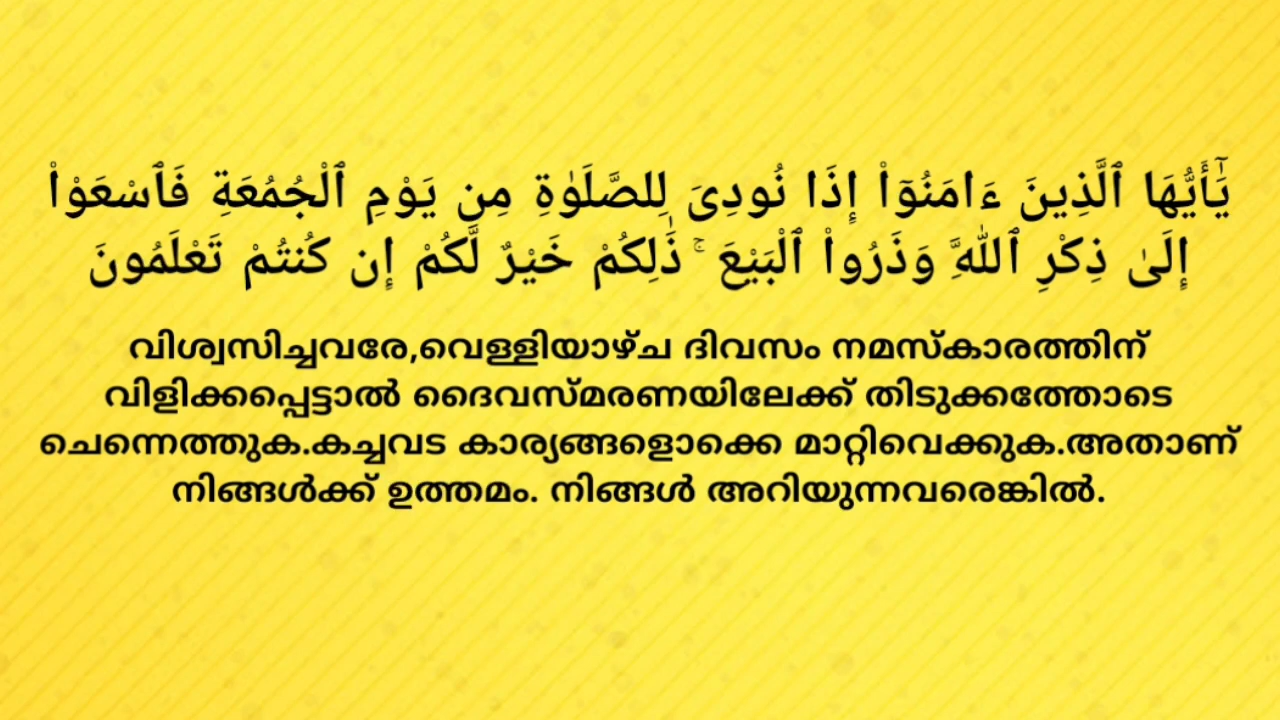 يَٰٓأَيُّهَا ٱلَّذِينَ ءَامَنُوٓا۟ إِذَا نُودِىَ لِلصَّلَوٰةِ مِن يَوْمِ ٱلْجُمُعَةِ فَٱسْعَوْا۟
إِلَىٰ ذِكْرِ ٱللَّهِ وَذَرُوا۟ ٱلْبَيْعَ ۚ ذَٰلِكُمْ خَيْرٌ لَّكُمْ إِن كُنتُمْ تَعْلَمُونَ
വിശ്വസിച്ചവരേ,വെള്ളിയാഴ്ച ദിവസം നമസ്കാരത്തിന്
വിളിക്കപ്പെട്ടാൽ ദൈവസ്മരണയിലേക്ക് തിടുക്കത്തോടെ
ചെന്നെത്തുക.കച്ചവട കാര്യങ്ങളൊക്കെ മാറ്റിവെക്കുക.അതാണ്
നിങ്ങൾക്ക് ഉത്തമം. നിങ്ങൾ അറിയുന്നവരെങ്കിൽ.